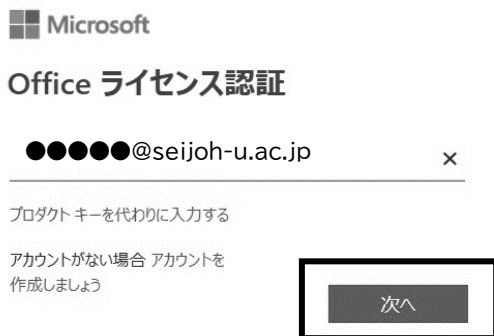 Microsoft
Office ライセンス認証
●●●●●@seijoh-u.ac.jp ×
プロダクト キーを代わりに入力する
アカウントがない場合 アカウントを
作成しましょう
次へ